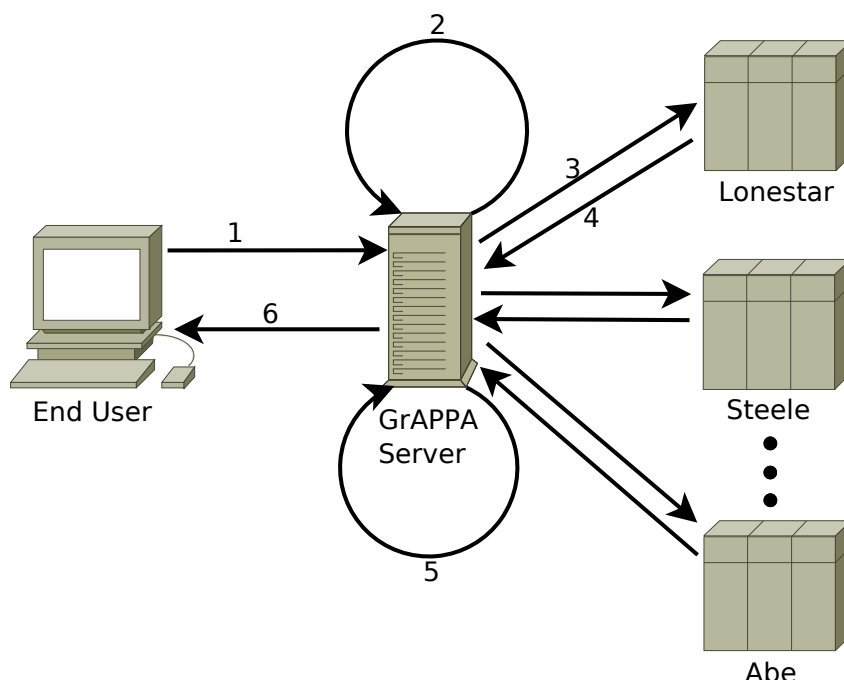 2
3
Lonestar
4
1
6
End User
GrAPPA
Server
Steele
5
Abe